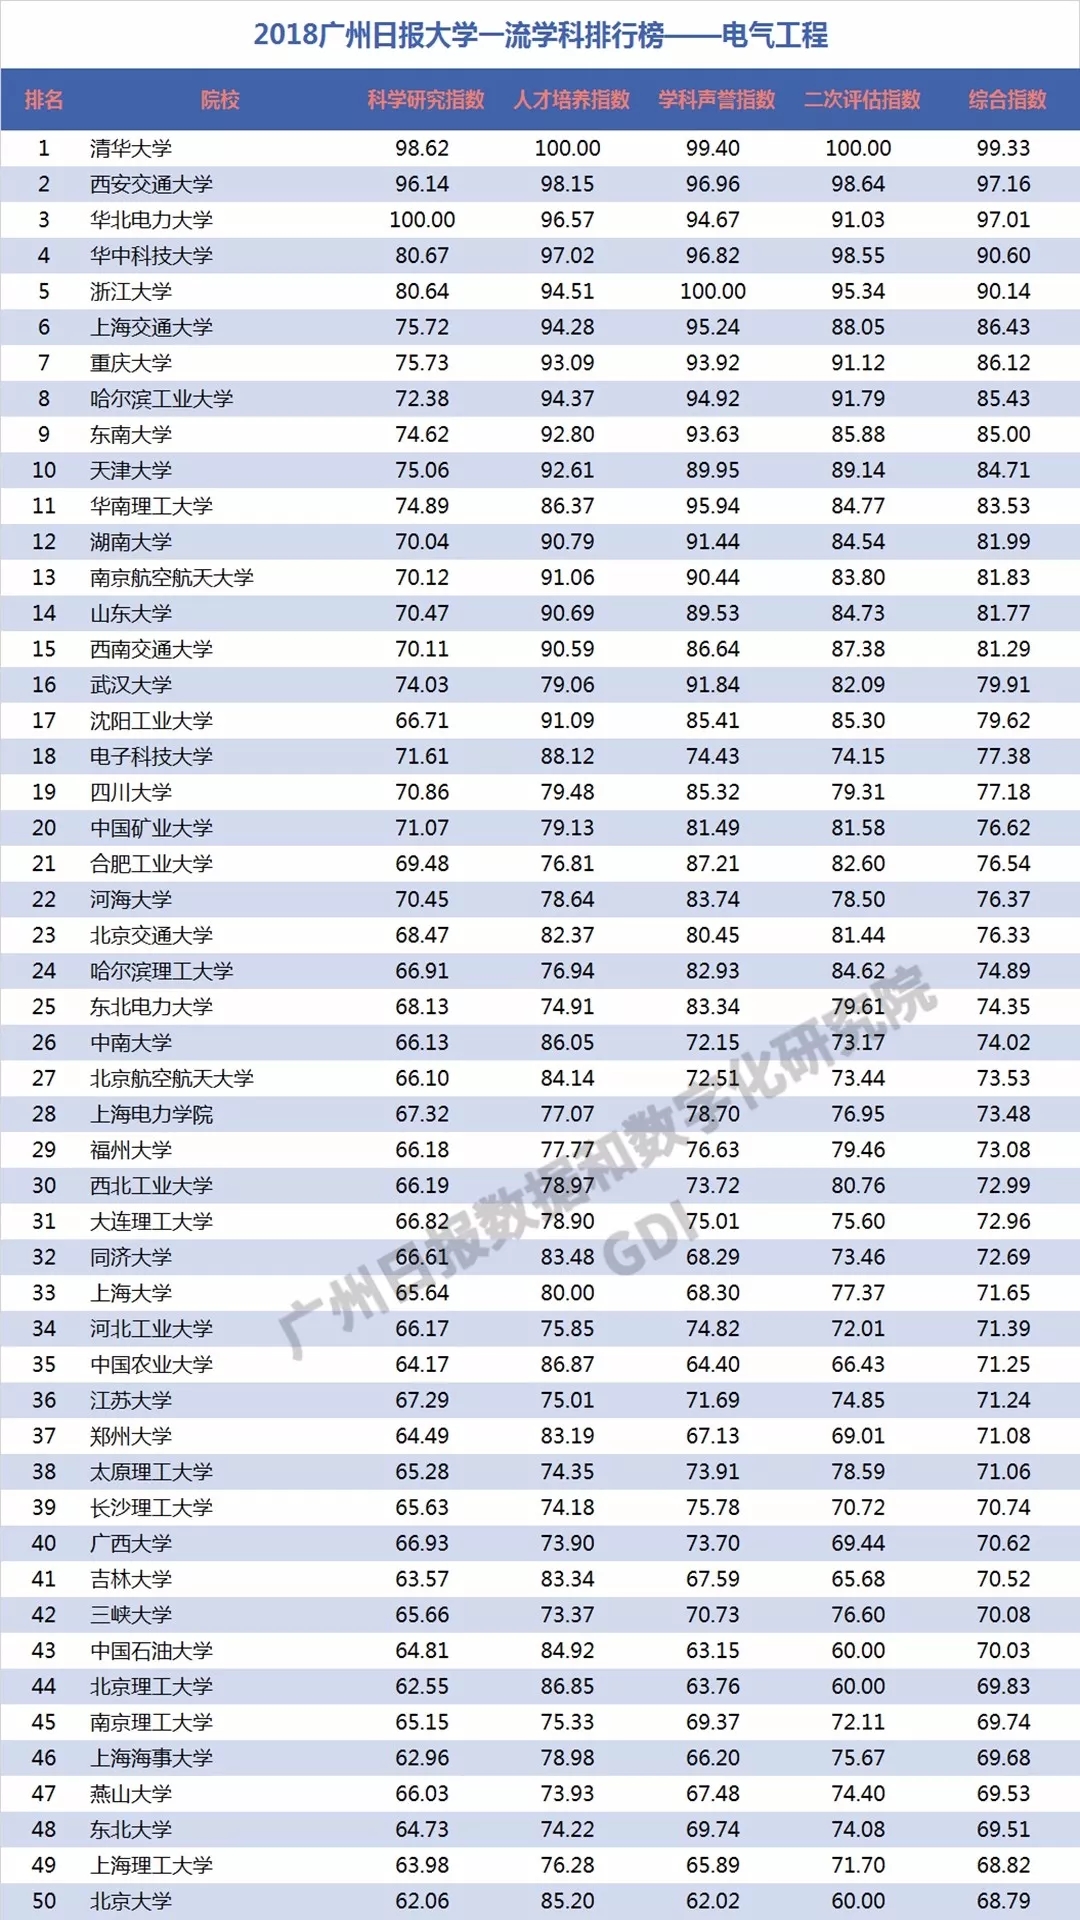 2018广州日报大学一流学科排行榜——电气工程
排名 院校 科学研究指数 人才培养指数 学科声誉指数 二次评估指数 综合指数
1 清华大学 98.62 100.00 99.40 100.00 99.33
2 西安交通大学 96.14 98.15 96.96 98.64 97.16
3 华北电力大学 100.00 96.57 94.67 91.03 97.01
4 华中科技大学 80.67 97.02 96.82 98.55 90.60
5 浙江大学 80.64 94.51 100.00 95.34 90.14
6 上海交通大学 75.72 94.28 95.24 88.05 86.43
7 重庆大学 75.73 93.09 93.92 91.12 86.12
8 哈尔滨工业大学 72.38 94.37 94.92 91.79 85.43
9 东南大学 74.62 92.80 93.63 85.88 85.00
10 天津大学 75.06 92.61 89.95 89.14 84.71
11 华南理工大学 74.89 86.37 95.94 84.77 83.53
12 湖南大学 70.04 90.79 91.44 84.54 81.99
13 南京航空航天大学 70.12 91.06 90.44 83.80 81.83
14 山东大学 70.47 90.69 89.53 84.73 81.77
15 西南交通大学 70.11 90.59 86.64 87.38 81.29
16 武汉大学 74.03 79.06 91.84 82.09 79.91
17 沈阳工业大学 66.71 91.09 85.41 85.30 79.62
18 电子科技大学 71.61 88.12 74.43 74.15 77.38
19 四川大学 70.86 79.48 85.32 79.31 77.18
20 中国矿业大学 71.07 79.13 81.49 81.58 76.62
21 合肥工业大学 69.48 76.81 87.21 82.60 76.54
22 河海大学 70.45 78.64 83.74 78.50 76.37
23 北京交通大学 68.47 82.37 80.45 81.44 76.33
24 哈尔滨理工大学 66.91 76.94 82.93 84.62 74.89
25 东北电力大学 68.13 74.91 83.34 79.61 74.35
26 中南大学 66.13 86.05 72.15 73.17 74.02
27 北京航空航天大学 66.10 84.14 72.51 73.44 73.53
28 上海电力学院 67.32 77.07 78.70 76.95 73.48
29 福州大学 66.18 77.77 76.63 79.46 73.08
30 西北工业大学 66.19 78.97 73.72 80.76 72.99
31 大连理工大学 66.82 78.90 75.01 75.60 72.96
32 同济大学 66.61 83.48 68.29 73.46 72.69
33 上海大学 65.64 80.00 68.30 77.37 71.65
34 河北工业大学 66.17 75.85 74.82 72.01 71.39
35 中国农业大学 64.17 86.87 64.40 66.43 71.25
36 江苏大学 67.29 75.01 71.69 74.85 71.24
37 郑州大学 64.49 83.19 67.13 69.01 71.08
38 太原理工大学 65.28 74.35 73.91 78.59 71.06
39 长沙理工大学 65.63 74.18 75.78 70.72 70.74
40 广西大学 66.93 73.90 73.70 69.44 70.62
41 吉林大学 63.57 83.34 67.59 65.68 70.52
42 三峡大学 65.66 73.37 70.73 76.60 70.08
43 中国石油大学 64.81 84.92 63.15 60.00 70.03
44 北京理工大学 62.55 86.85 63.76 60.00 69.83
45 南京理工大学 65.15 75.33 69.37 72.11 69.74
46 上海海事大学 62.96 78.98 66.20 75.67 69.68
47 燕山大学 66.03 73.93 67.48 74.40 69.53
48 东北大学 64.73 74.22 69.74 74.08 69.51
49 上海理工大学 63.98 76.28 65.89 71.70 68.82
50 北京大学 62.06 85.20 62.02 60.00 68.79
广州日报数据和数字化研究院
GDI